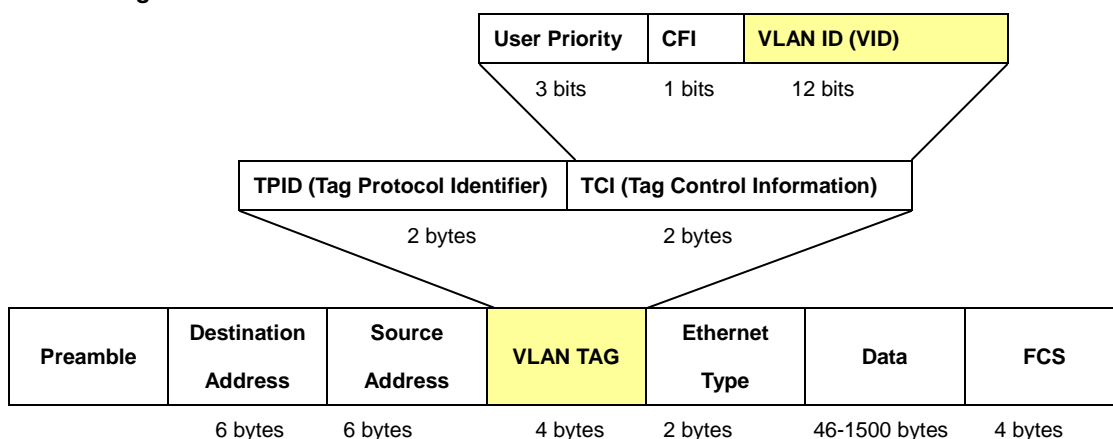 User Priority CFI VLAN ID (VID)
3 bits 1 bits 12 bits
TPID (Tag Protocol Identifier) TCI (Tag Control Information)
2 bytes 2 bytes
Preamble Destination Address Source Address VLAN TAG Ethernet Type Data FCS
6 bytes 6 bytes 4 bytes 2 bytes 46-1500 bytes 4 bytes